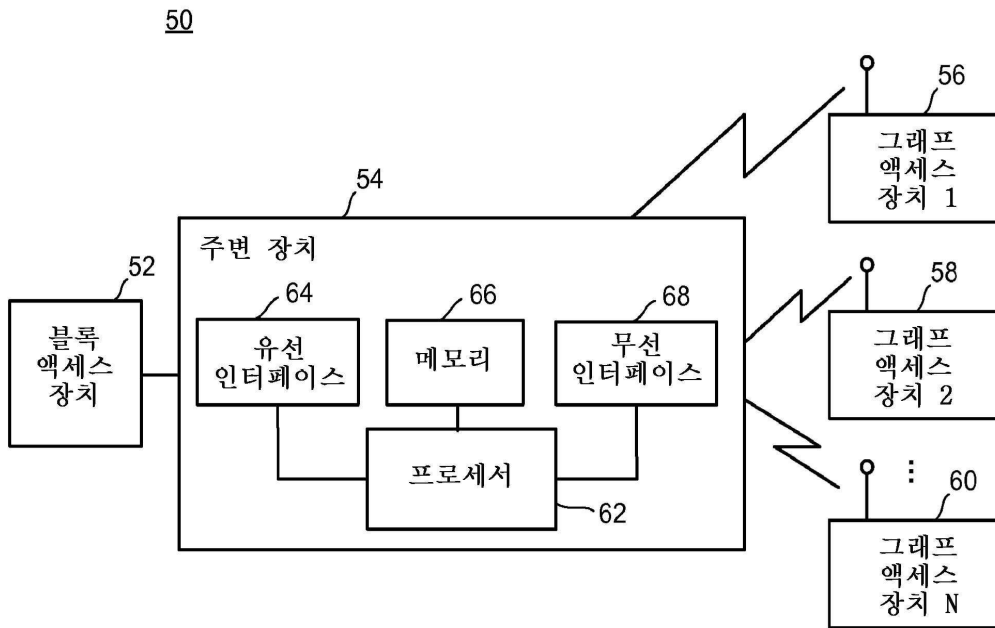 50
56
그래프
액세스
장치 1
54
주변 장치
52
블록
액세스
장치
64
유선
인터페이스
66
메모리
68
무선
인터페이스
58
그래프
액세스
장치 2
프로세서
62
⋮
60
그래프
액세스
장치 N